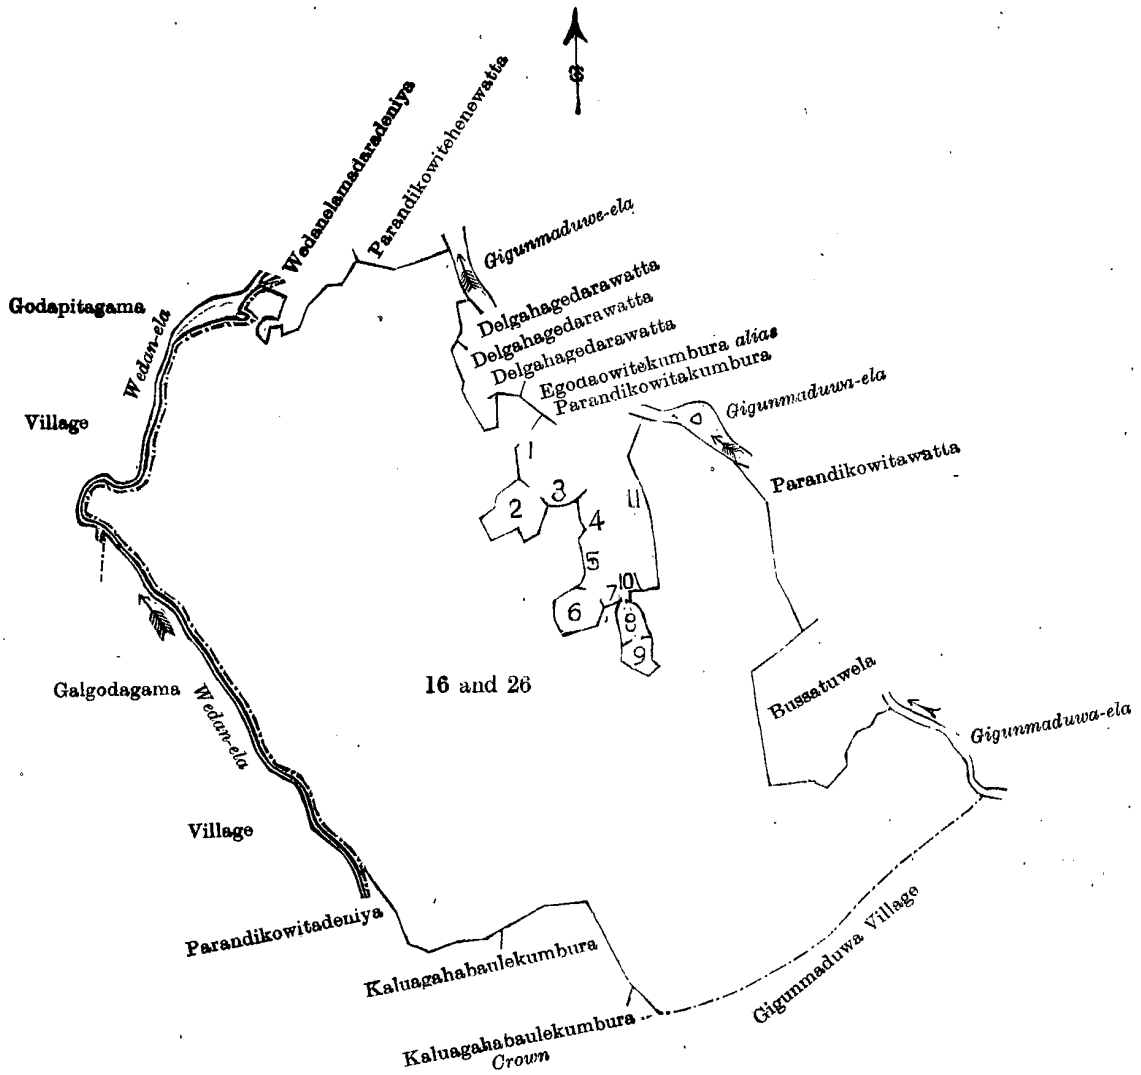 Wedanelamadaradeniya
Parandikowitehenewatta
Gigunmaduwe-ela
Godapitagama
Wedan-ela
Village
Delgahagedarawatta
Delgahagedarawatta
Delgahagedarawatta
Egodaowitekumbura alias
Parandikowitakumbura
Gigunmaduwa-ela
Parandikowitawatta
1
2
3
4
5
6
7
8
9
10
11
16 and 26
Galgodagama
Wedan-ela
Village
Bussatuwela
Gigunmaduwa-ela
Parandikowitadeniya
Kaluagahabaulekumbura
Kaluagahabaulekumbura
Crown
Gigunmaduwa Village